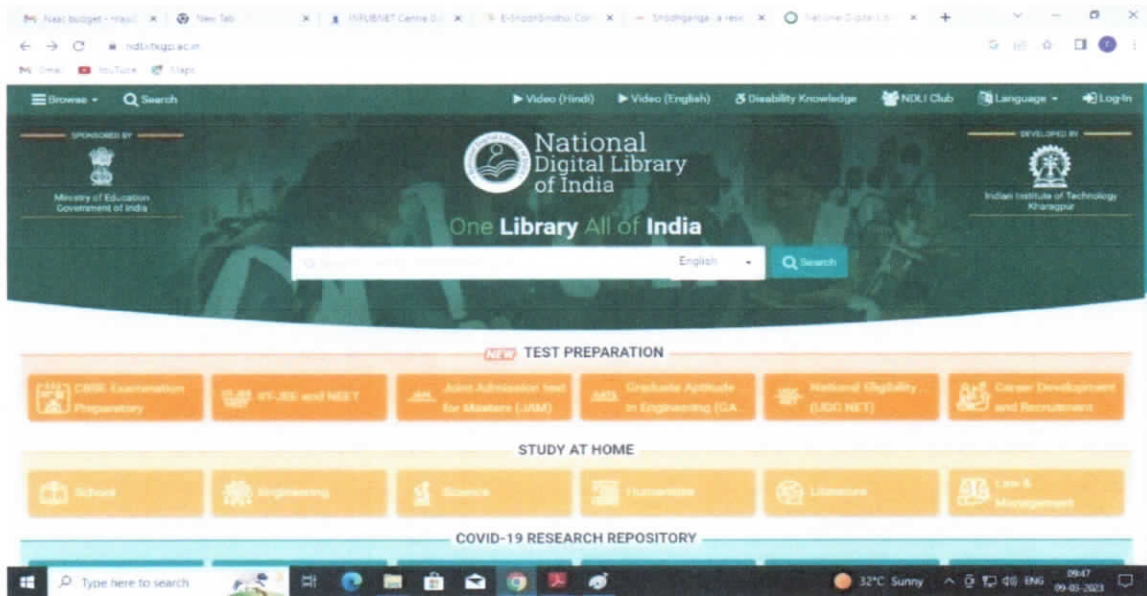 New Tab
ndl.iitkgp.ac.in
Gmail YouTube Maps
Browse Search Video (Hindi) Video (English) Disability Knowledge NDLI Club Language Log-In
SPONSORED BY
Ministry of Education
Government of India
National
Digital Library
of India
DEVELOPED BY
Indian Institute of Technology
Kharagpur
One Library All of India
English Search
NEW TEST PREPARATION
CBSE Examination
Preparatory
IIT-JEE and NEET
Joint Admission test
for Masters (JAM)
Graduate Aptitude
in Engineering (GA...
National Eligibility...
(UGC NET)
Career Development
and Recruitment
STUDY AT HOME
School
Engineering
Science
Humanities
Literature
Law &
Management
COVID-19 RESEARCH REPOSITORY
Type here to search 32°C Sunny ENG 09:47
09-03-2023